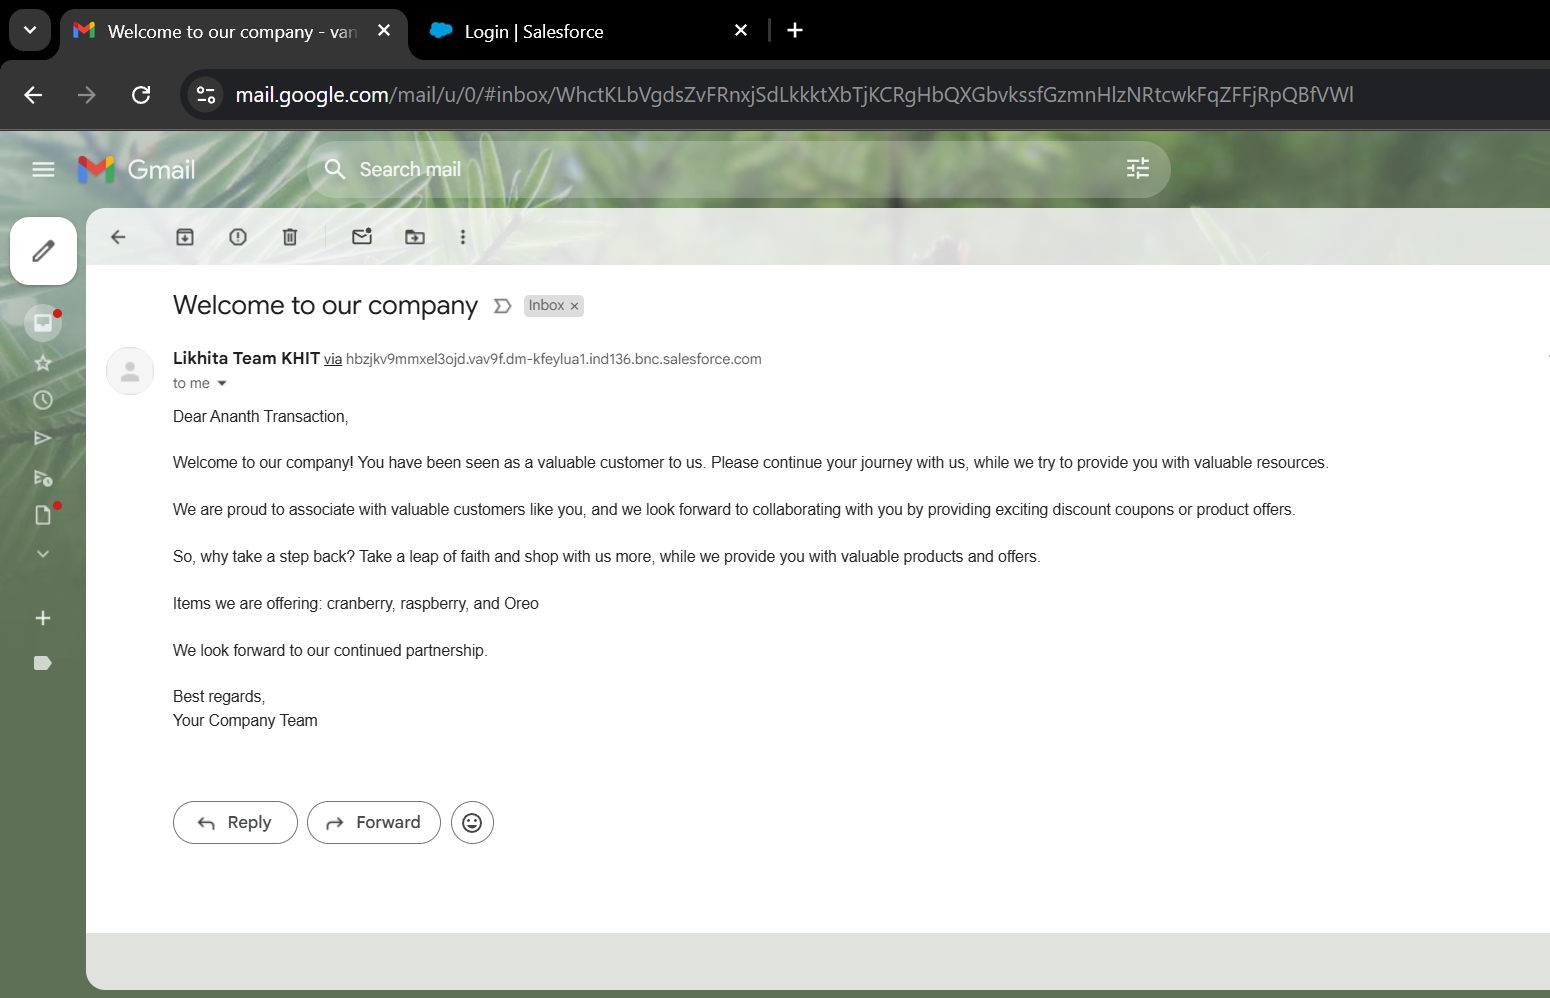 Welcome to our company - van
Login | Salesforce
mail.google.com/mail/u/0/#inbox/WhctKLbVgdsZvFRnxjSdLkkktXbTjKCRgHbQXGbvkssfGzmnHlzNRtcwkFqZFFjRpQBfVWl
Gmail
Search mail
Welcome to our company
Inbox ×
Likhita Team KHIT via hbzjkv9mmxel3ojd.vav9f.dm-kfeylua1.ind136.bnc.salesforce.com
to me
Dear Ananth Transaction,
Welcome to our company! You have been seen as a valuable customer to us. Please continue your journey with us, while we try to provide you with valuable resources.
We are proud to associate with valuable customers like you, and we look forward to collaborating with you by providing exciting discount coupons or product offers.
So, why take a step back? Take a leap of faith and shop with us more, while we provide you with valuable products and offers.
Items we are offering: cranberry, raspberry, and Oreo
We look forward to our continued partnership.
Best regards,
Your Company Team
Reply
Forward